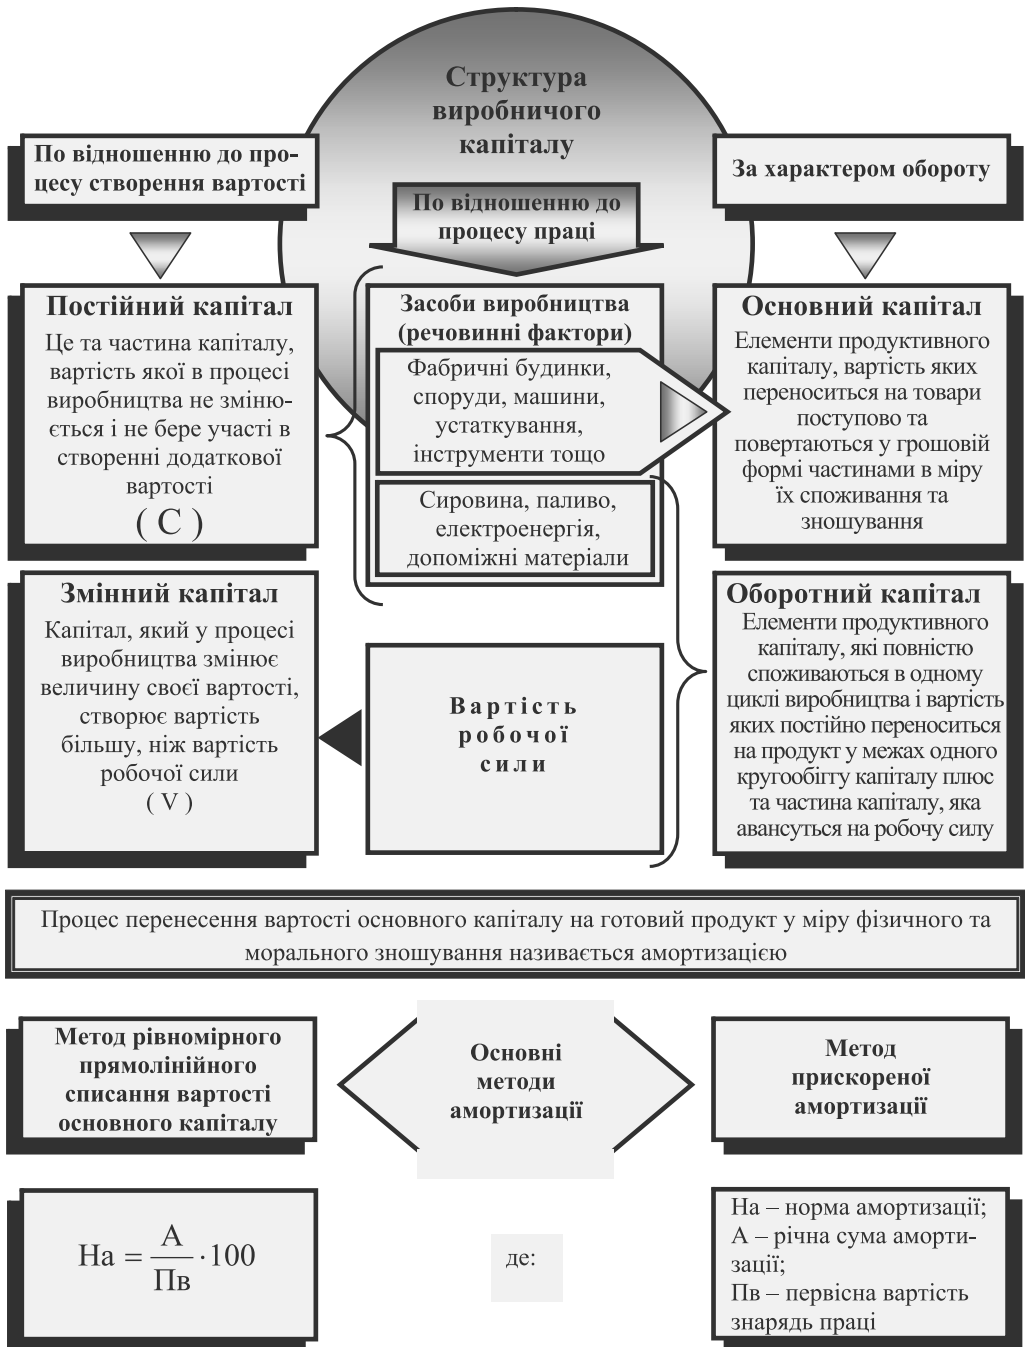 Структура
виробничого
капіталу
По відношенню до про-
цесу створення вартості
По відношенню до
процесу праці
За характером обороту
Постійний капітал
Це та частина капіталу,
вартість якої в процесі
виробництва не зміню-
ється і не бере участі в
створенні додаткової
вартості
( С )
Засоби виробництва
(речовинні фактори)
Фабричні будинки,
споруди, машини,
устаткування,
інструменти тощо
Сировина, паливо,
електроенергія,
допоміжні матеріали
Основний капітал
Елементи продуктивного
капіталу, вартість яких
переноситься на товари
поступово та
повертаються у грошовій
формі частинами в міру
їх споживання та
зношування
Змінний капітал
Капітал, який у процесі
виробництва змінює
величину своєї вартості,
створює вартість
більшу, ніж вартість
робочої сили
( V )
Вартість
робочої
сили
Оборотний капітал
Елементи продуктивного
капіталу, які повністю
споживаються в одному
циклі виробництва і вартість
яких постійно переноситься
на продукт у межах одного
кругообіггу капіталу плюс
та частина капіталу, яка
авансуться на робочу силу
Процес перенесення вартості основного капіталу на готовий продукт у міру фізичного та
морального зношування називається амортизацією
Метод рівномірного
прямолінійного
списання вартості
основного капіталу
Основні
методи
амортизації
Метод
прискореної
амортизації
На = А/Пв · 100
де:
На – норма амортизації;
А – річна сума аморти-
зації;
Пв – первісна вартість
знарядь праці